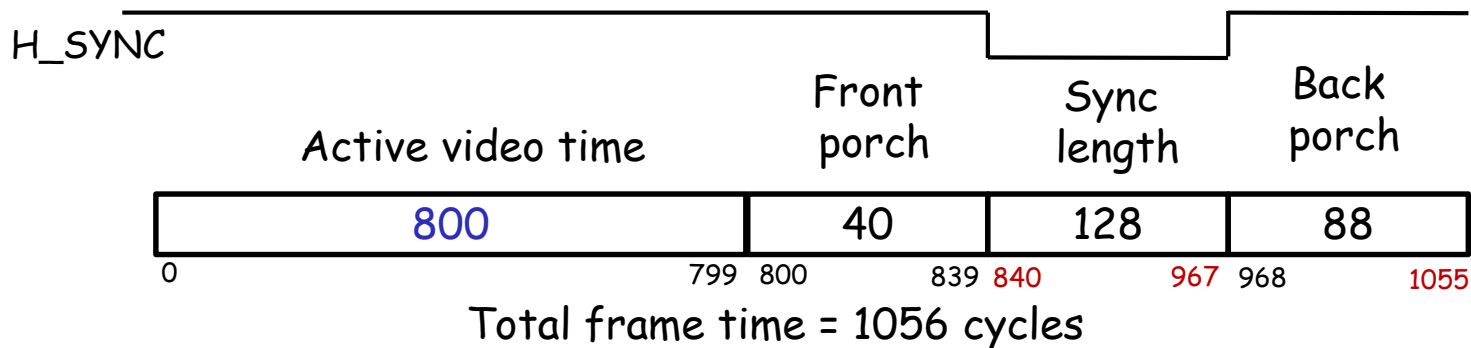 H_SYNC
Active video time
Front
porch
Sync
length
Back
porch
800 40 128 88
0 799 800 839 840 967 968 1055
Total frame time = 1056 cycles